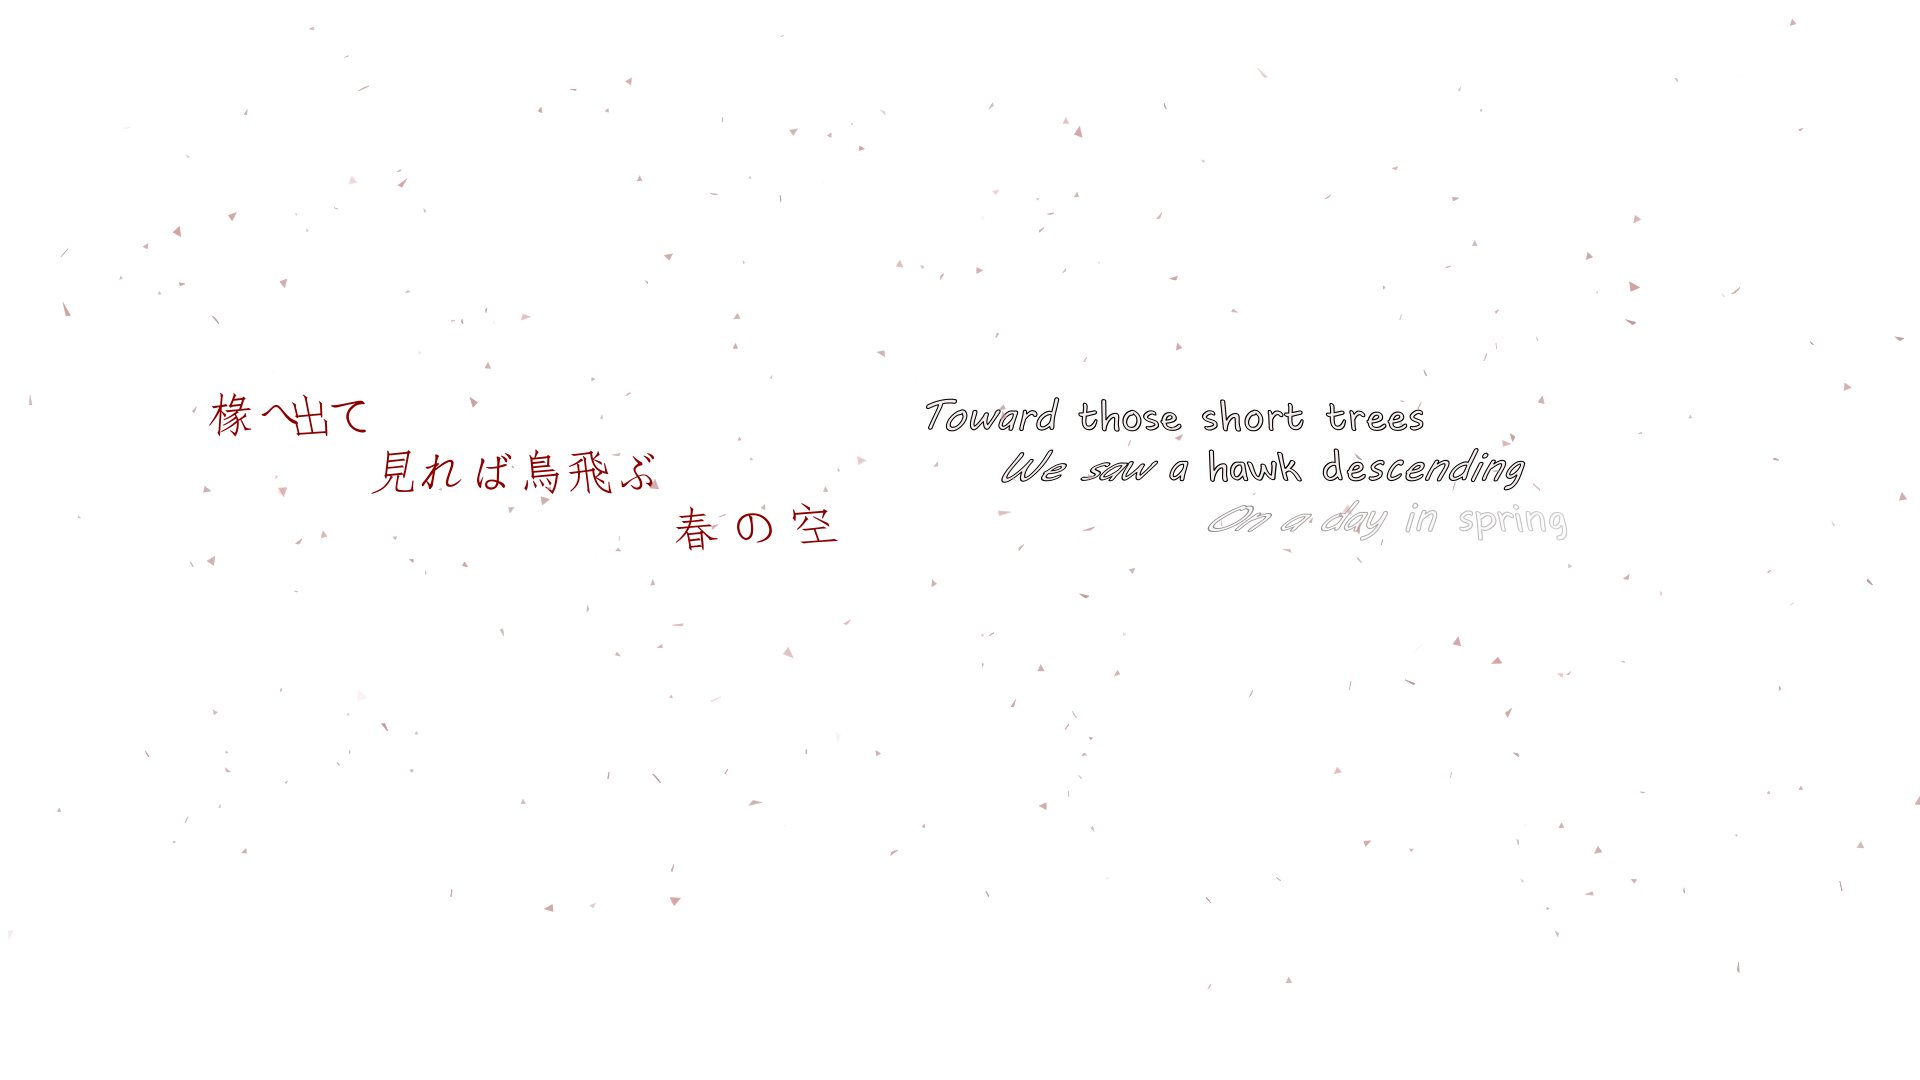 椽へ出て
見れば鳥飛ぶ
春の空
Toward those short trees
We saw a hawk descending
On a day in spring